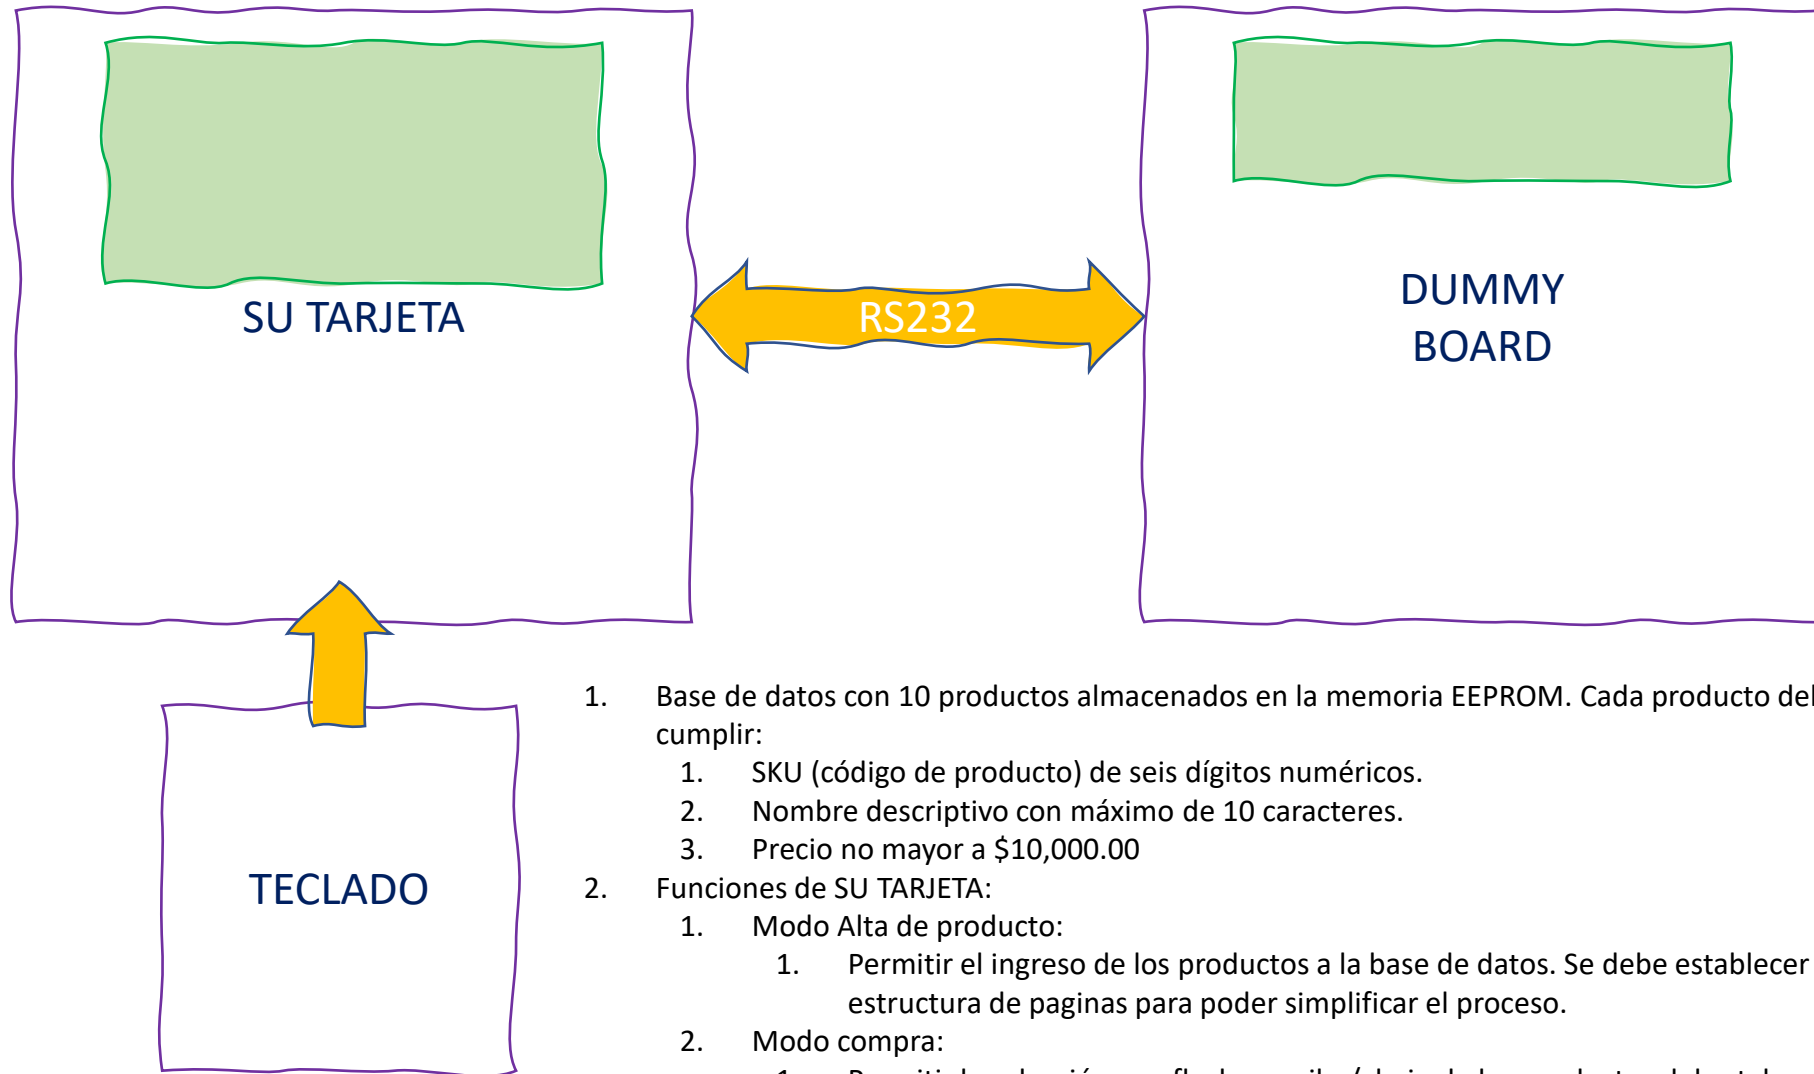 SU TARJETA
RS232
DUMMY
BOARD
TECLADO
1. Base de datos con 10 productos almacenados en la memoria EEPROM. Cada producto
cumplir:
1. SKU (código de producto) de seis dígitos numéricos.
2. Nombre descriptivo con máximo de 10 caracteres.
3. Precio no mayor a $10,000.00
2. Funciones de SU TARJETA:
1. Modo Alta de producto:
1. Permitir el ingreso de los productos a la base de datos. Se debe establecer
estructura de paginas para poder simplificar el proceso.
2. Modo compra: